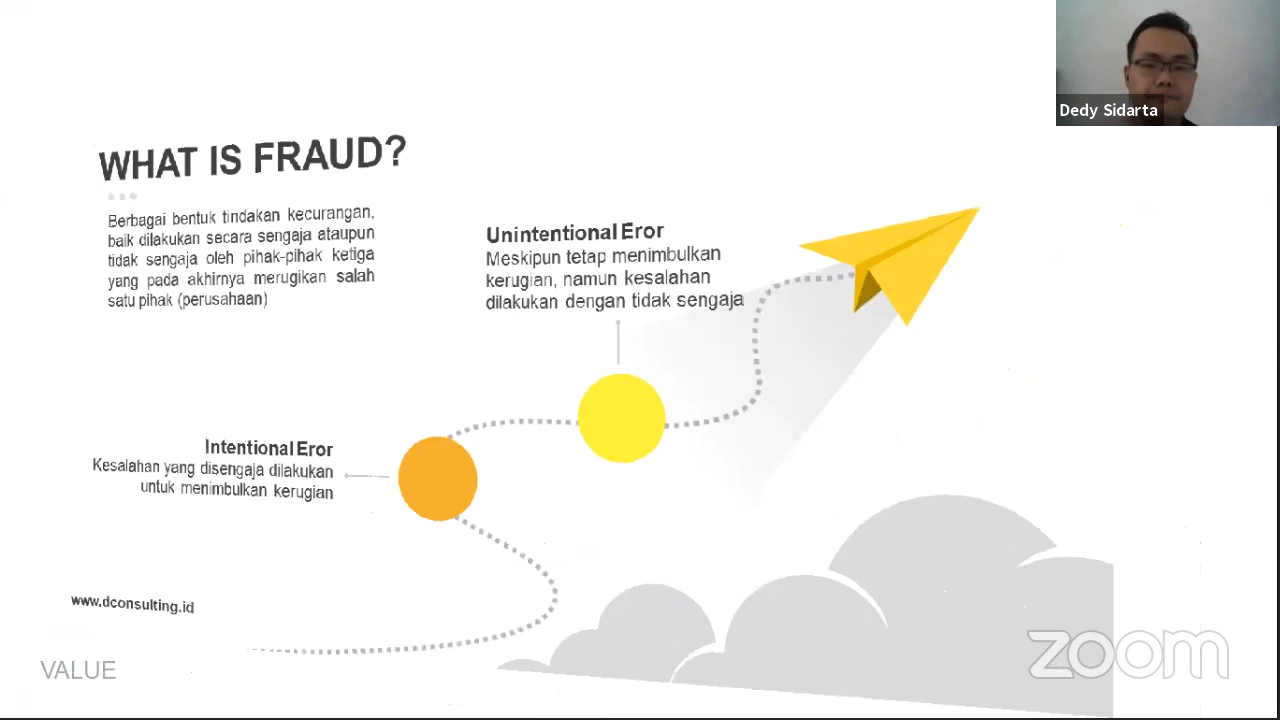 Dedy Sidarta
WHAT IS FRAUD?
Berbagai bentuk tindakan kecurangan,
baik dilakukan secara sengaja ataupun
tidak sengaja oleh pihak-pihak ketiga
yang pada akhirnya merugikan salah
satu pihak (perusahaan)
Unintentional Eror
Meskipun tetap menimbulkan
kerugian, namun kesalahan
dilakukan dengan tidak sengaja
Intentional Eror
Kesalahan yang disengaja dilakukan
untuk menimbulkan kerugian
www.dconsulting.id
VALUE
zoom